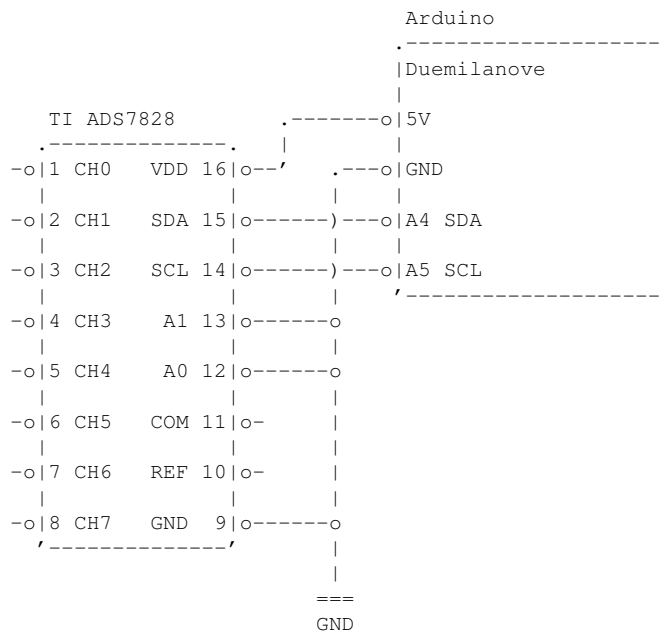 Arduino
Duemilanove
TI ADS7828 5V
1 CH0 VDD 16 GND
2 CH1 SDA 15 A4 SDA
3 CH2 SCL 14 A5 SCL
4 CH3 A1 13
5 CH4 A0 12
6 CH5 COM 11
7 CH6 REF 10
8 CH7 GND 9
GND